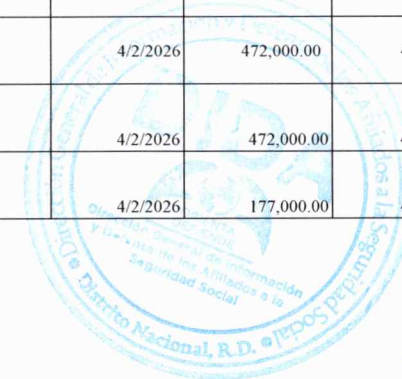 4/2/2026 472,000.00
4/2/2026 472,000.00
4/2/2026 177,000.00
DIDA
Dirección General de Información y Defensa de los Afiliados a la Seguridad Social
Dirección General de Información
y Defensa de los Afiliados a la
Seguridad Social
Distrito Nacional, R.D.